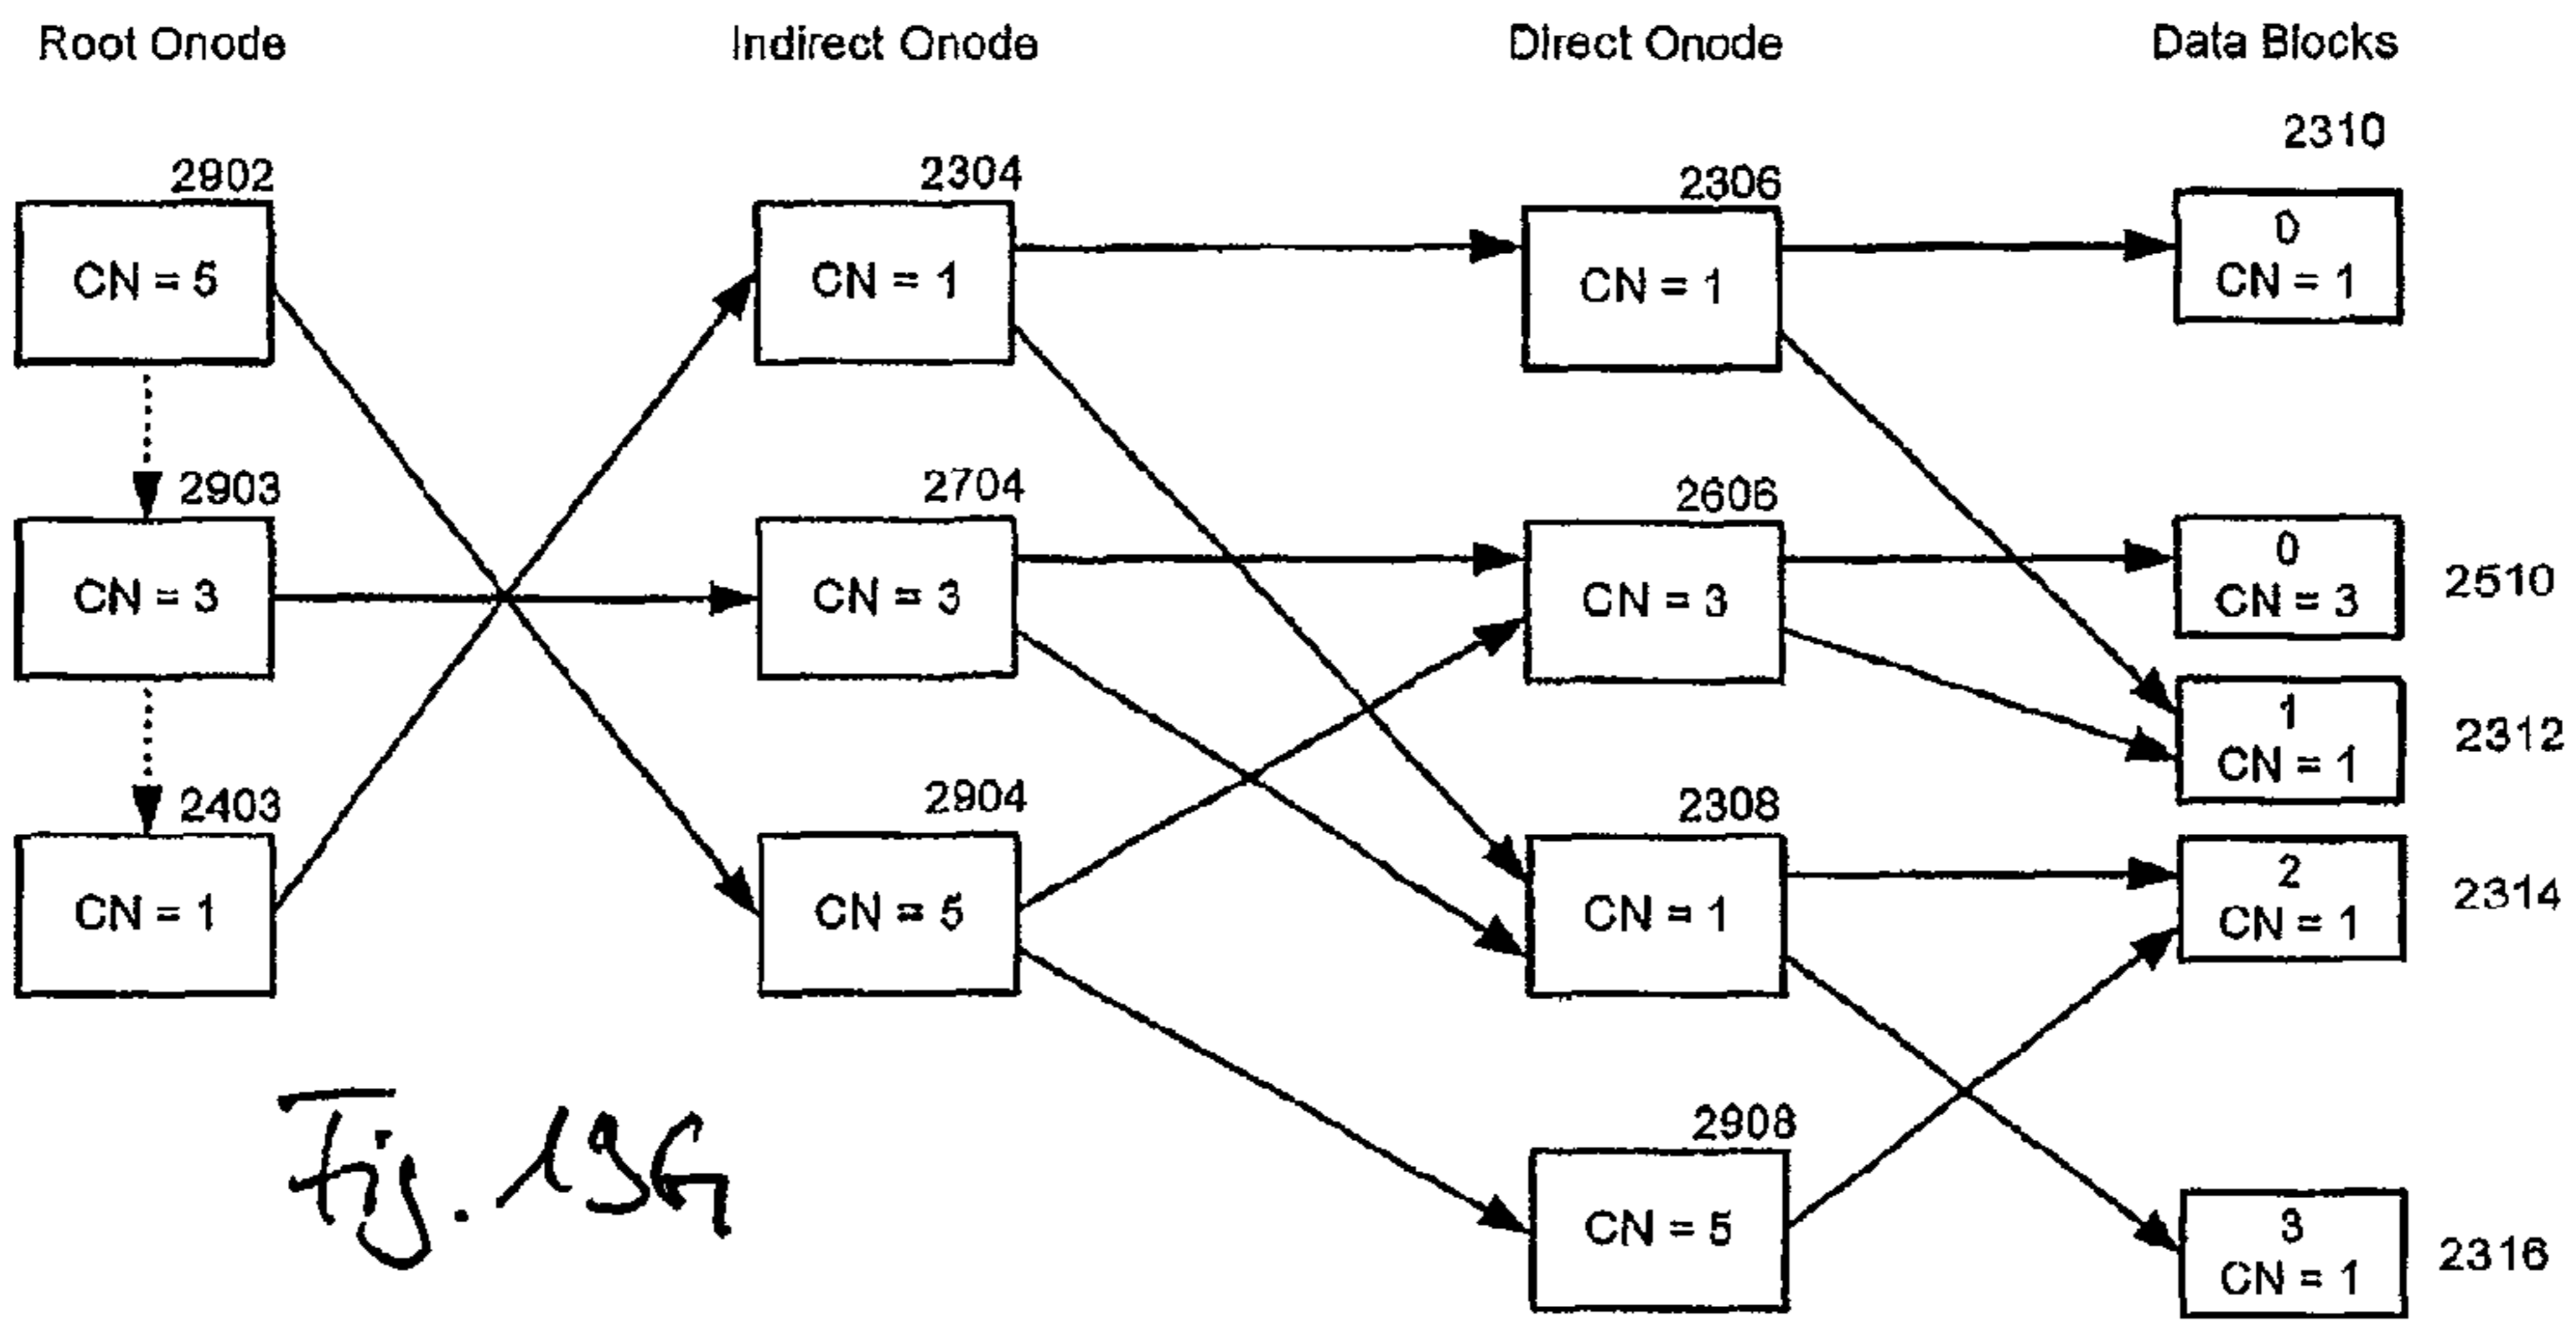 Root Onode Indirect Onode Direct Onode Data Blocks
2310
2902 2304 2306
CN = 5 CN = 1 CN = 1 0
CN = 1
2903 2704 2606
CN = 3 CN = 3 CN = 3 0
CN = 3 2510
1
CN = 1 2312
2403 2904 2308
CN = 1 CN = 5 CN = 1 2
CN = 1 2314
2908
CN = 5 3
CN = 1 2316
Fig. 19G